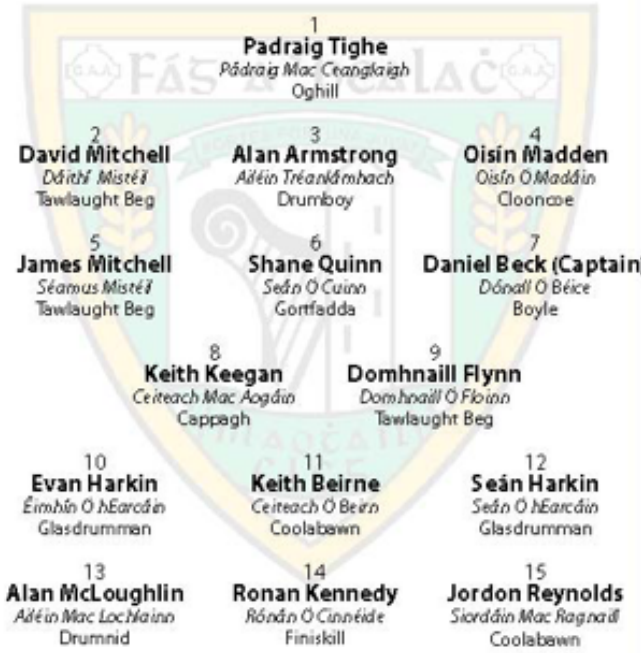 1
Padraig Tighe
Pádraig Mac Ceanglaigh
Oghill
2 3 4
David Mitchell Alan Armstrong Oisín Madden
Dáithí Mistéil Ailéin Tréanlámhach Oisín Ó Madáin
Tawlaught Beg Drumboy Clooncoe
5 6 7
James Mitchell Shane Quinn Daniel Beck (Captain)
Séamus Mistéil Seán Ó Cuinn Dónall Ó Béice
Tawlaught Beg Gortfadda Boyle
8 9
Keith Keegan Domhnaill Flynn
Ceiteach Mac Aogáin Domhnaill Ó Floinn
Cappagh Tawlaught Beg
10 11 12
Evan Harkin Keith Beirne Seán Harkin
Éimhín Ó hEarcáin Ceiteach Ó Beirn Seán Ó hEarcáin
Glasdrumman Coolabawn Glasdrumman
13 14 15
Alan McLoughlin Ronan Kennedy Jordon Reynolds
Ailéin Mac Lochlainn Rónán Ó Cinnéide Siordáin Mac Ragnaill
Drumnid Finiskill Coolabawn